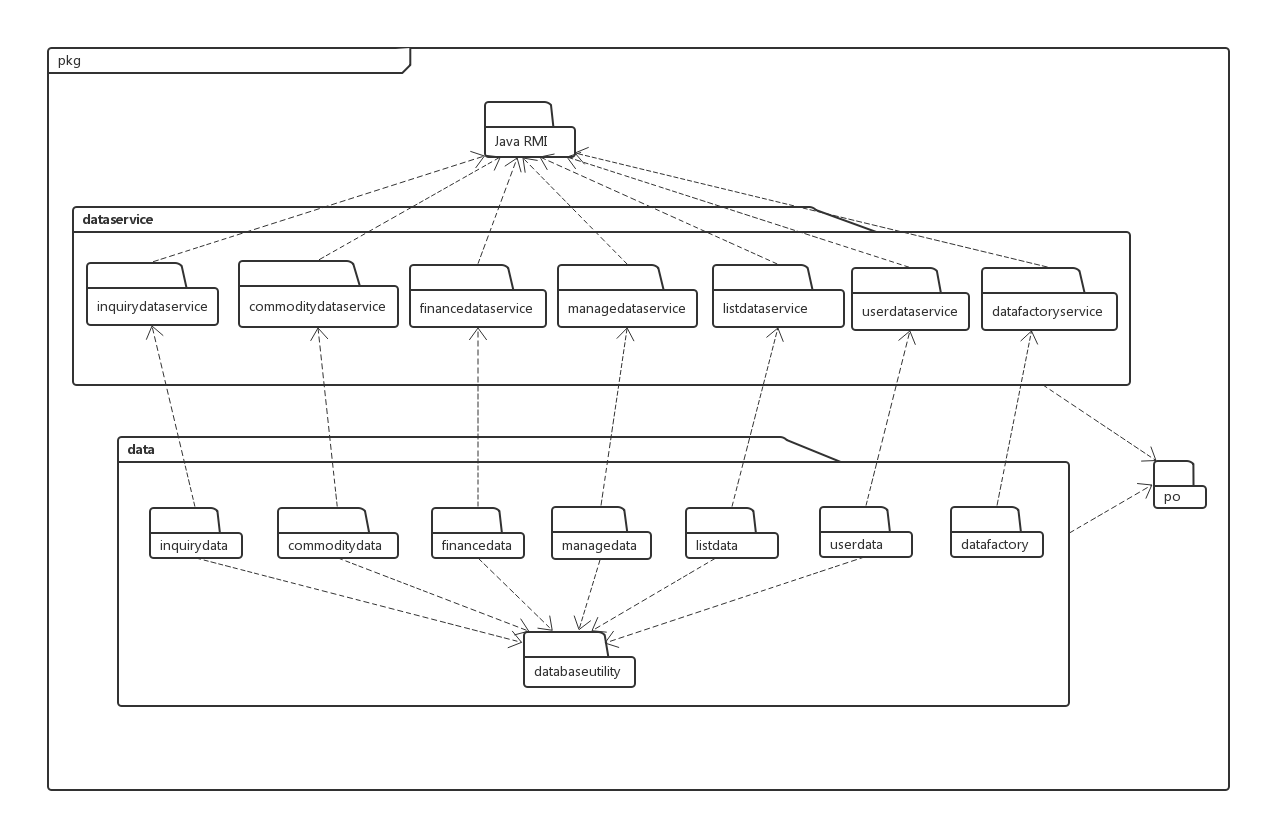 pkg
Java RMI
dataservice
inquirydataservice
commoditydataservice
financedataservice
managedataservice
listdataservice
userdataservice
datafactoryservice
data
po
inquirydata
commoditydata
financedata
managedata
listdata
userdata
datafactory
databaseutility